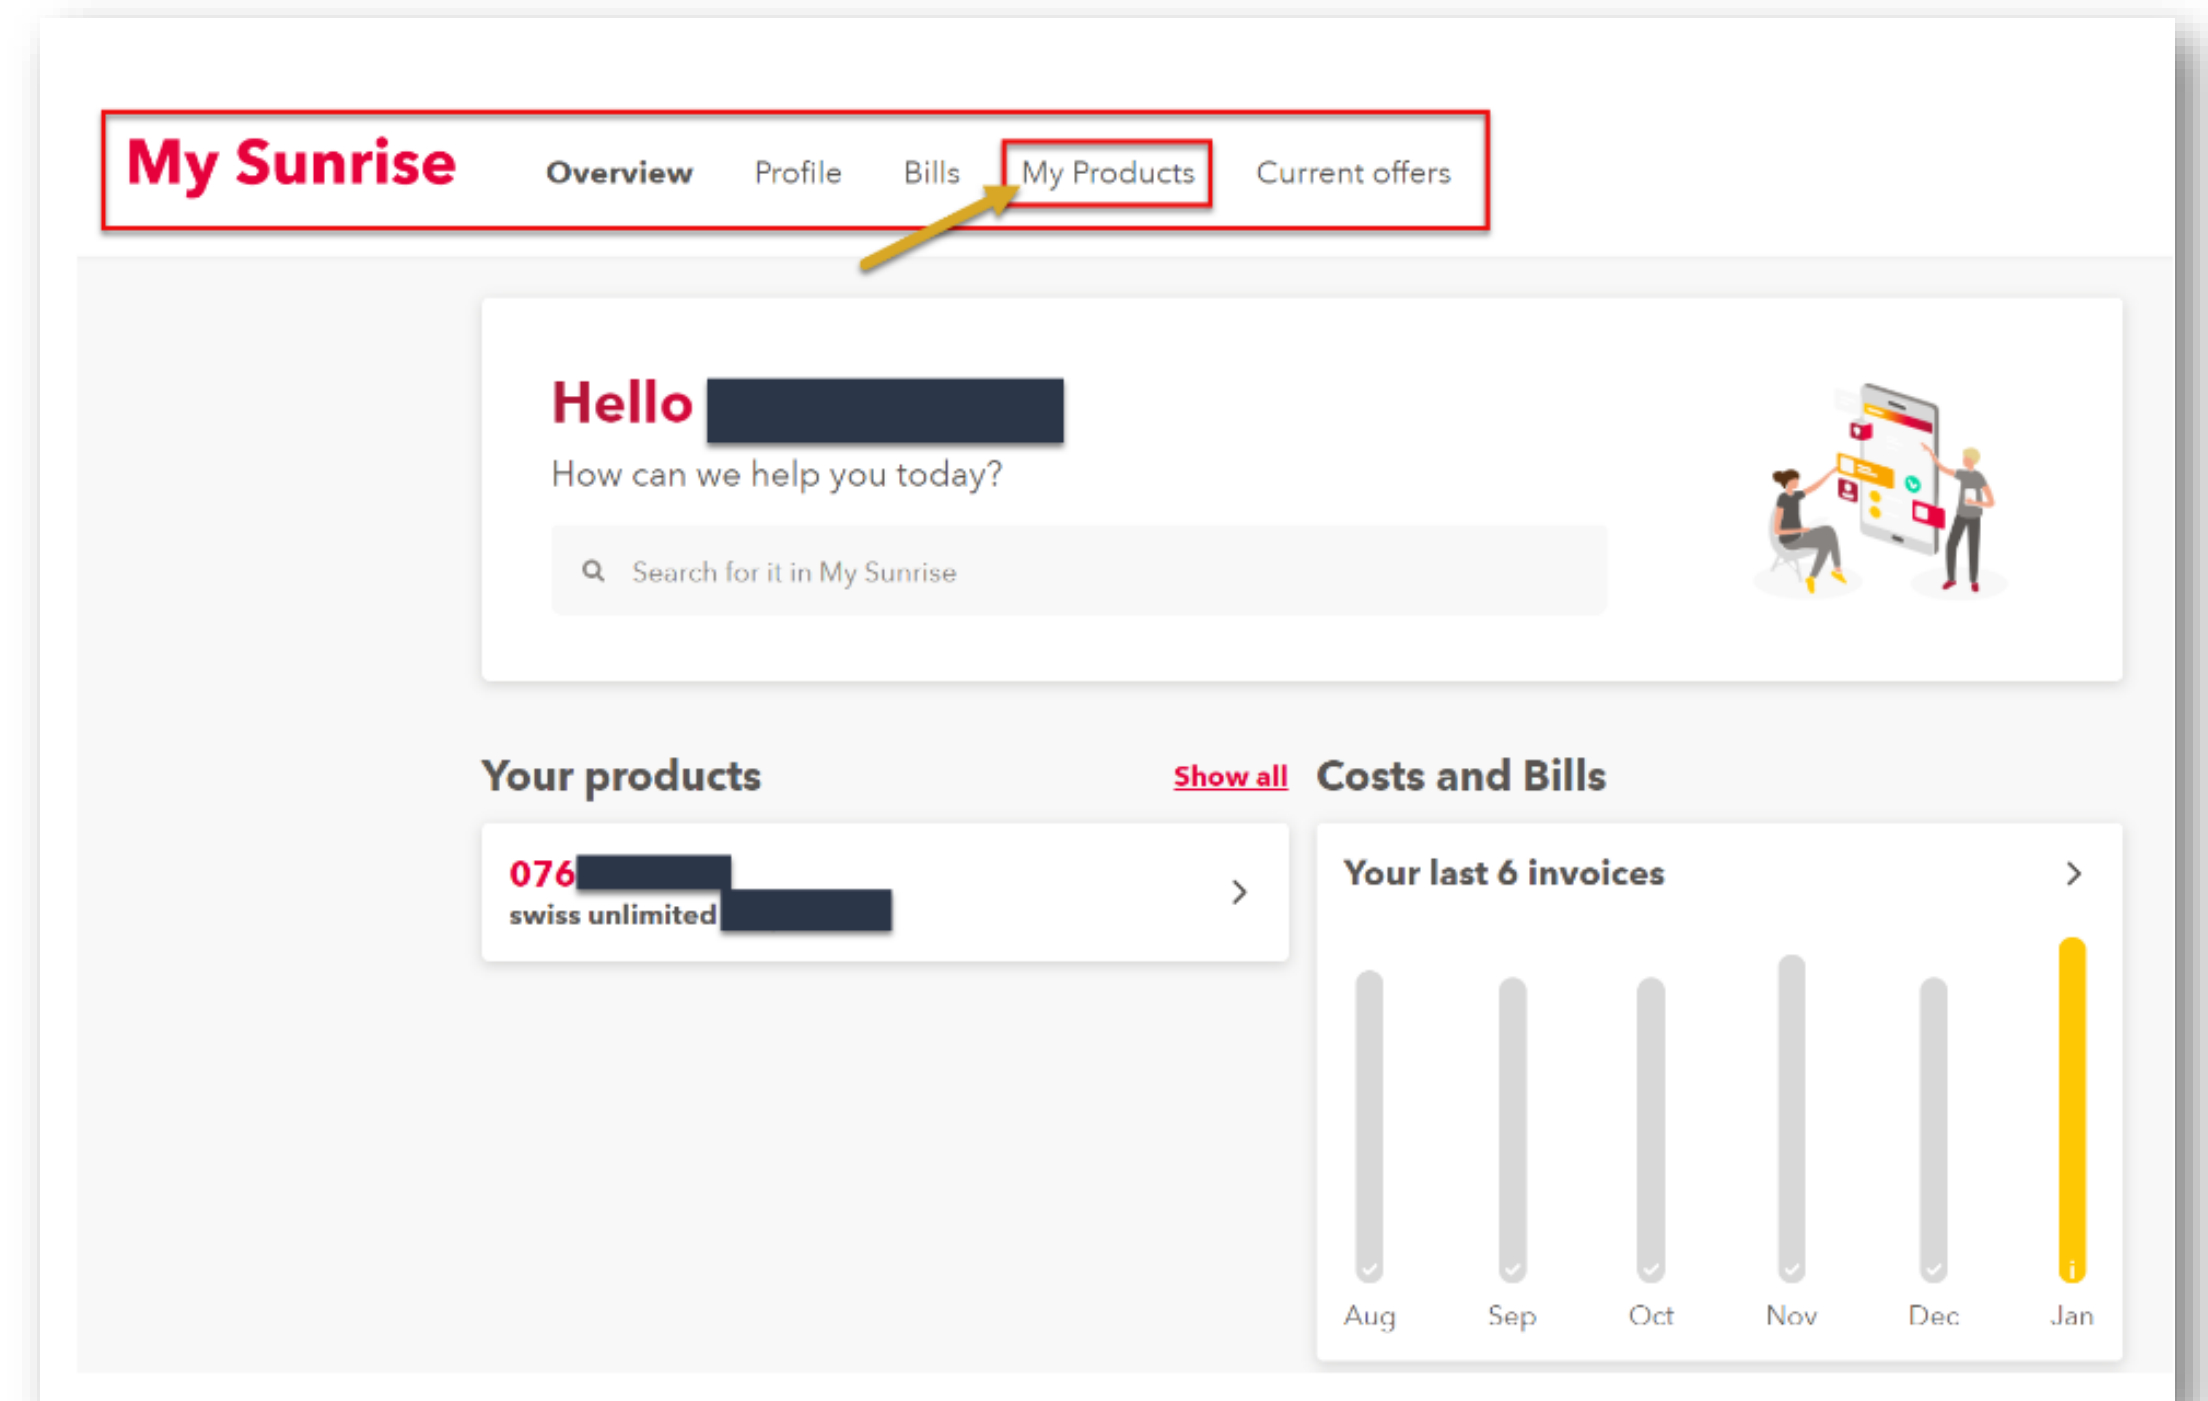 My Sunrise Overview Profile Bills My Products Current offers
Hello
How can we help you today?
Search for it in My Sunrise
Your products Show all
076
swiss unlimited
Costs and Bills
Your last 6 invoices
Aug Sep Oct Nov Dec Jan